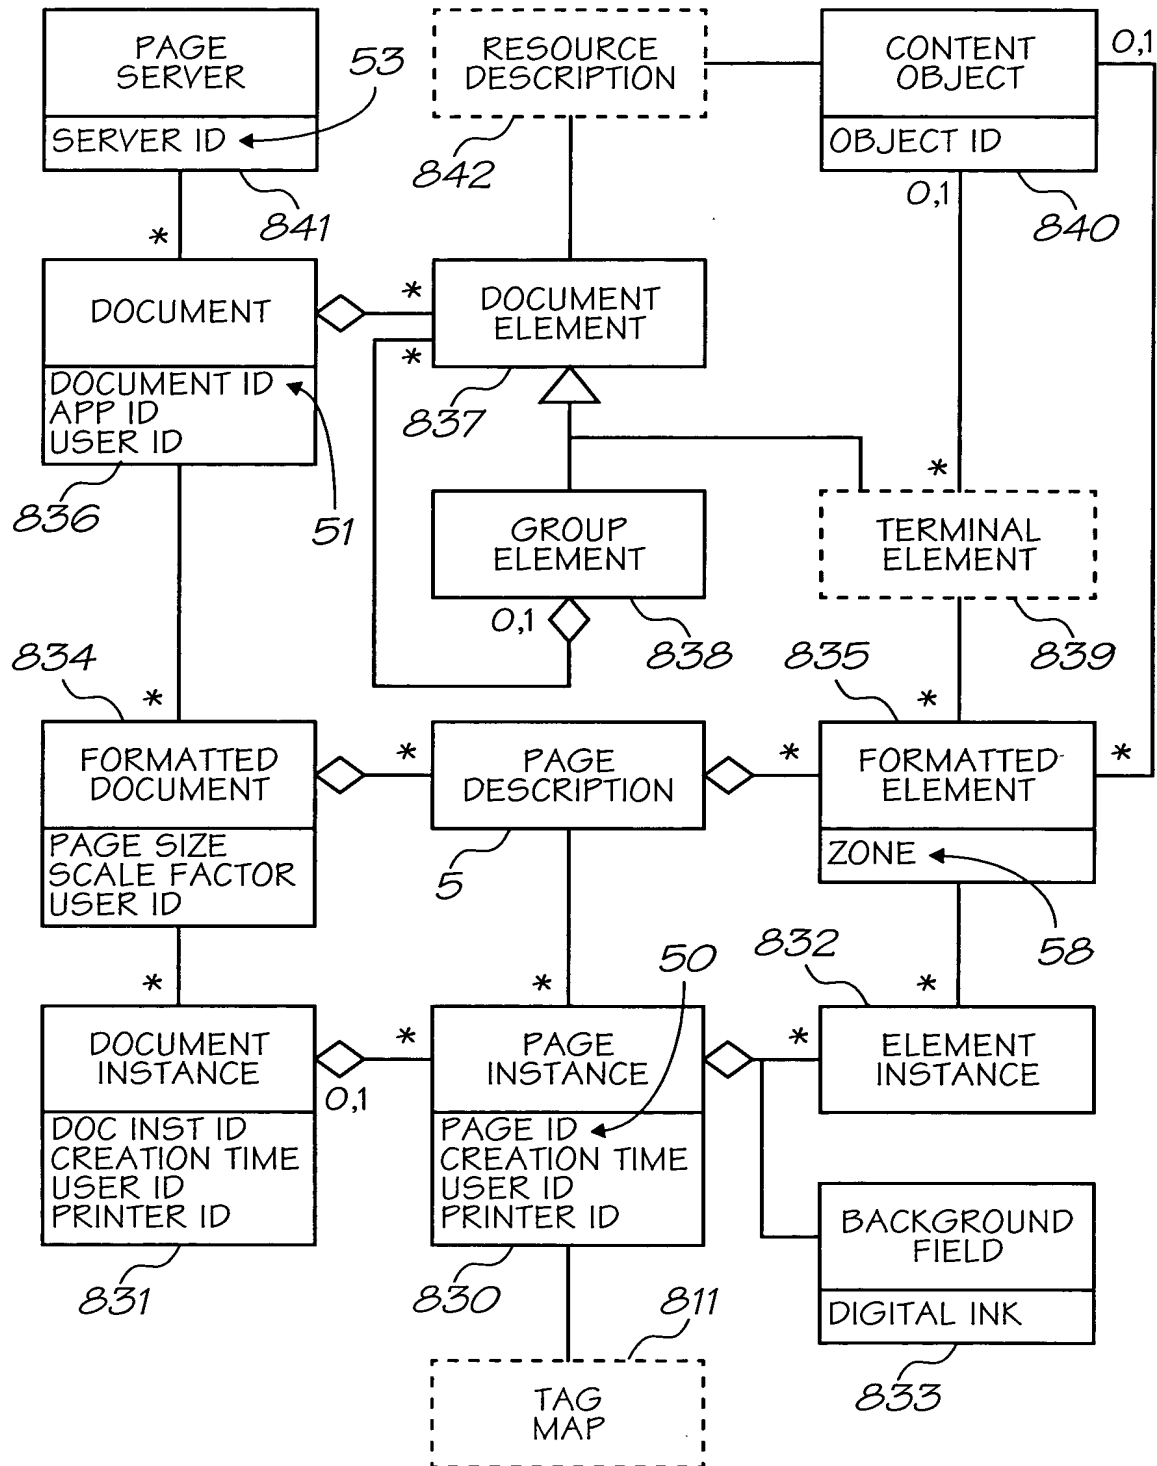 PAGE
SERVER
SERVER ID
53
841
*
RESOURCE
DESCRIPTION
842
CONTENT
OBJECT
OBJECT ID
0,1
0,1
840
DOCUMENT
DOCUMENT ID
APP ID
USER ID
836
51
*
*
DOCUMENT
ELEMENT
837
GROUP
ELEMENT
0,1
838
*
TERMINAL
ELEMENT
839
834
*
FORMATTED
DOCUMENT
PAGE SIZE
SCALE FACTOR
USER ID
*
PAGE
DESCRIPTION
5
*
835
*
*
FORMATTED
ELEMENT
ZONE
58
*
DOCUMENT
INSTANCE
0,1
DOC INST ID
CREATION TIME
USER ID
PRINTER ID
831
*
*
50
PAGE
INSTANCE
PAGE ID
CREATION TIME
USER ID
PRINTER ID
830
832
*
*
ELEMENT
INSTANCE
BACKGROUND
FIELD
DIGITAL INK
833
811
TAG
MAP